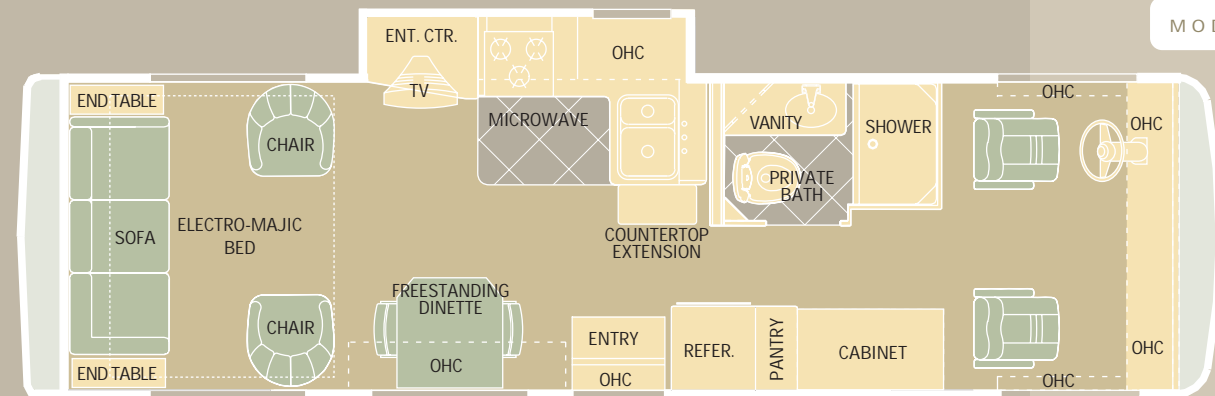 MOD
ENT. CTR.
OHC
TV
END TABLE
OHC
MICROWAVE
VANITY
SHOWER
OHC
CHAIR
PRIVATE
BATH
ELECTRO-MAJIC
BED
SOFA
COUNTERTOP
EXTENSION
FREESTANDING
DINETTE
CHAIR
ENTRY
REFER.
PANTRY
CABINET
OHC
OHC
END TABLE
OHC
OHC